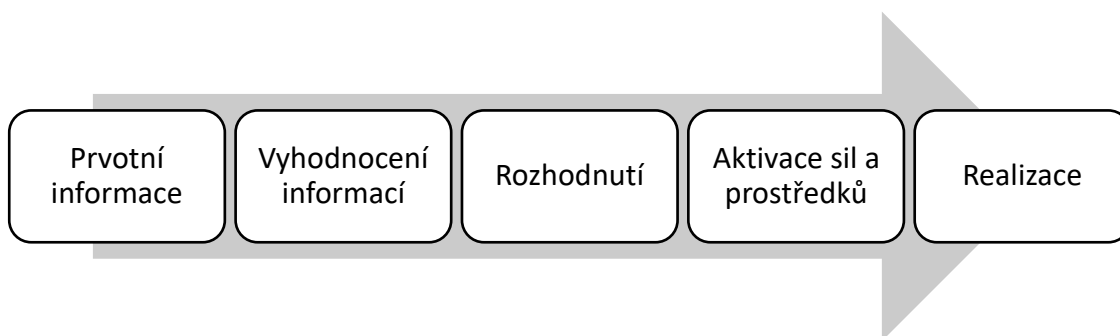 Prvotní
informace
Vyhodnocení
informací
Rozhodnutí
Aktivace sil a
prostředků
Realizace